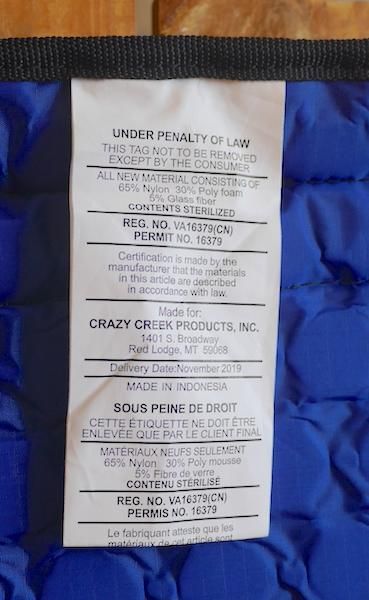 UNDER PENALTY OF LAW
THIS TAG NOT TO BE REMOVED
EXCEPT BY THE CONSUMER
ALL NEW MATERIAL CONSISTING OF
65% Nylon 30% Poly foam
5% Glass fiber
CONTENTS STERILIZED
REG. NO. VA16379(CN)
PERMIT NO. 16379
Certification is made by the
manufacturer that the materials
in this article are described
in accordance with law.
Made for:
CRAZY CREEK PRODUCTS, INC.
1401 S. Broadway
Red Lodge, MT 59068
Delivery Date:November 2019
MADE IN INDONESIA
SOUS PEINE DE DROIT
CETTE ÉTIQUETTE NE DOIT ÊTRE
ENLEVÉE QUE PAR LE CLIENT FINAL
MATÉRIAUX NEUFS SEULEMENT
65% Nylon 30% Poly mousse
5% Fibre de verre
CONTENU STÉRILISÉ
REG. NO. VA16379(CN)
PERMIS NO. 16379
Le fabriquant atteste que les
matériaux de cet article sont